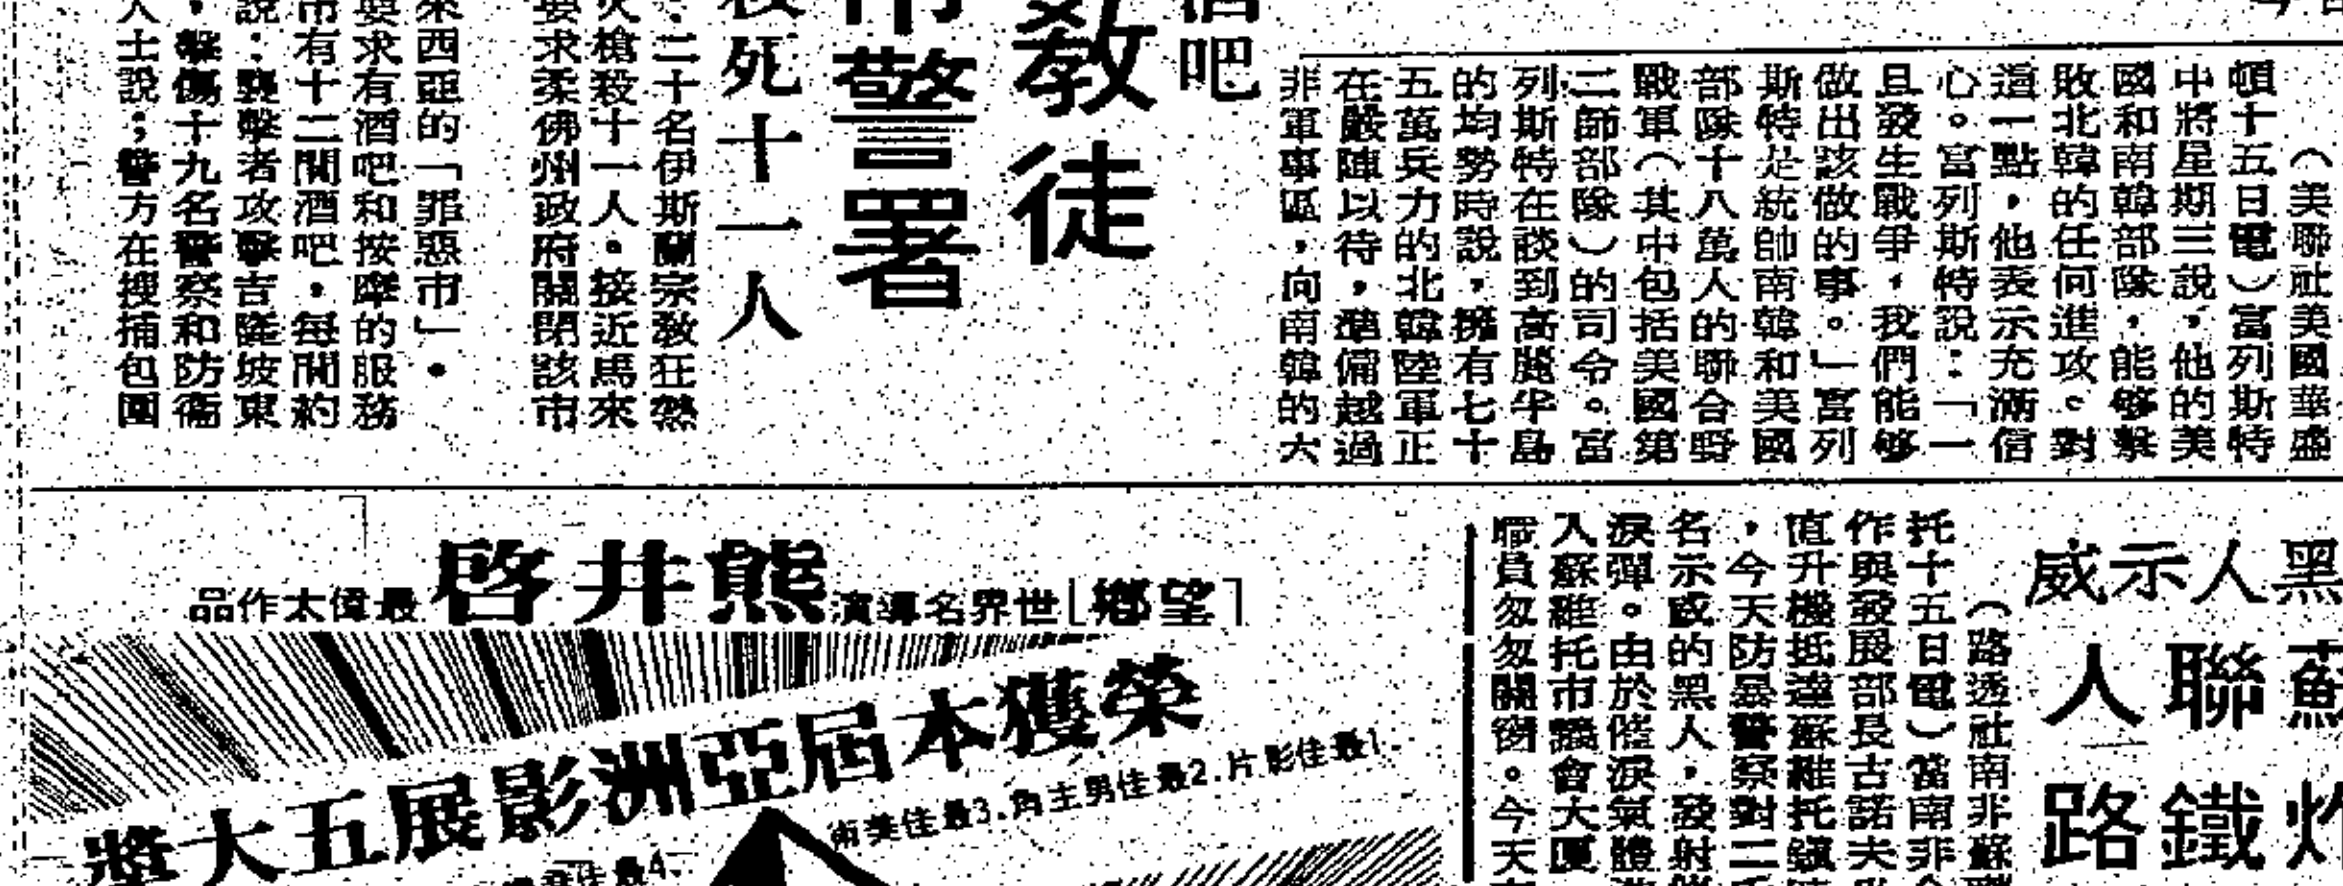 (美聯社美國華盛
頓十五日電)富列斯特
中將星期三說,他的美
國和南韓部隊,能够擊
敗北韓的任何進攻。對
這一點,他表示充滿信
心。富列斯特說:「一
旦發生戰爭,我們能够
做出該做的事。」富列
斯特是統帥南韓和美國
部隊十八萬人的聯合野
戰軍(其中包括美國第
二師部隊)的司令。富
列斯特在談到高麗半島
的均勢時說,擁有七十
五萬兵力的北韓陸軍正
在嚴陣以待,準備越過
非軍事區,向南韓的大
吧
教徒
警署
死十一人
二十名伊斯蘭宗教狂熱
火槍殺十一人。接近馬來
要求柔佛州政府關閉該市
來西亞的「罪惡市」。
要求有酒吧和按摩的服務
市有十二間酒吧,每間約
說:襲擊者攻擊吉隆坡東
,擊傷十九名警察和防衞
人士說;警方在搜捕包圍
黑人示威
蘇聯人
炸鐵路
(路透社南非蘇
托十五日電)當南非
作與發展部長古諾夫
值升機抵達蘇維托鎮
,今天防暴警察對二
名示威的黑人,發射
淚彈。由於催淚氣體
入蘇維托市議會大厦
職員匆匆關窗。今天
「望鄉」世界名導演熊井啓最偉大作品
榮獲本屆亞洲影展五大獎
1.最佳影片.2.最佳男主角.3.最佳美術
4.最佳